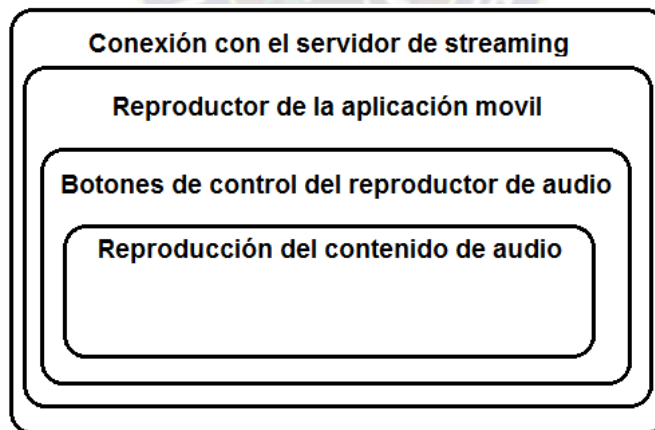 Conexión con el servidor de streaming
Reproductor de la aplicación movil
Botones de control del reproductor de audio
Reproducción del contenido de audio